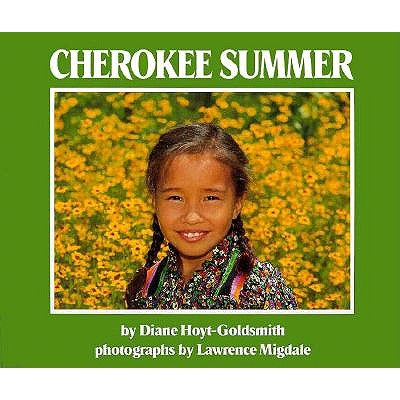 CHEROKEE SUMMER
by Diane Hoyt-Goldsmith
photographs by Lawrence Migdale